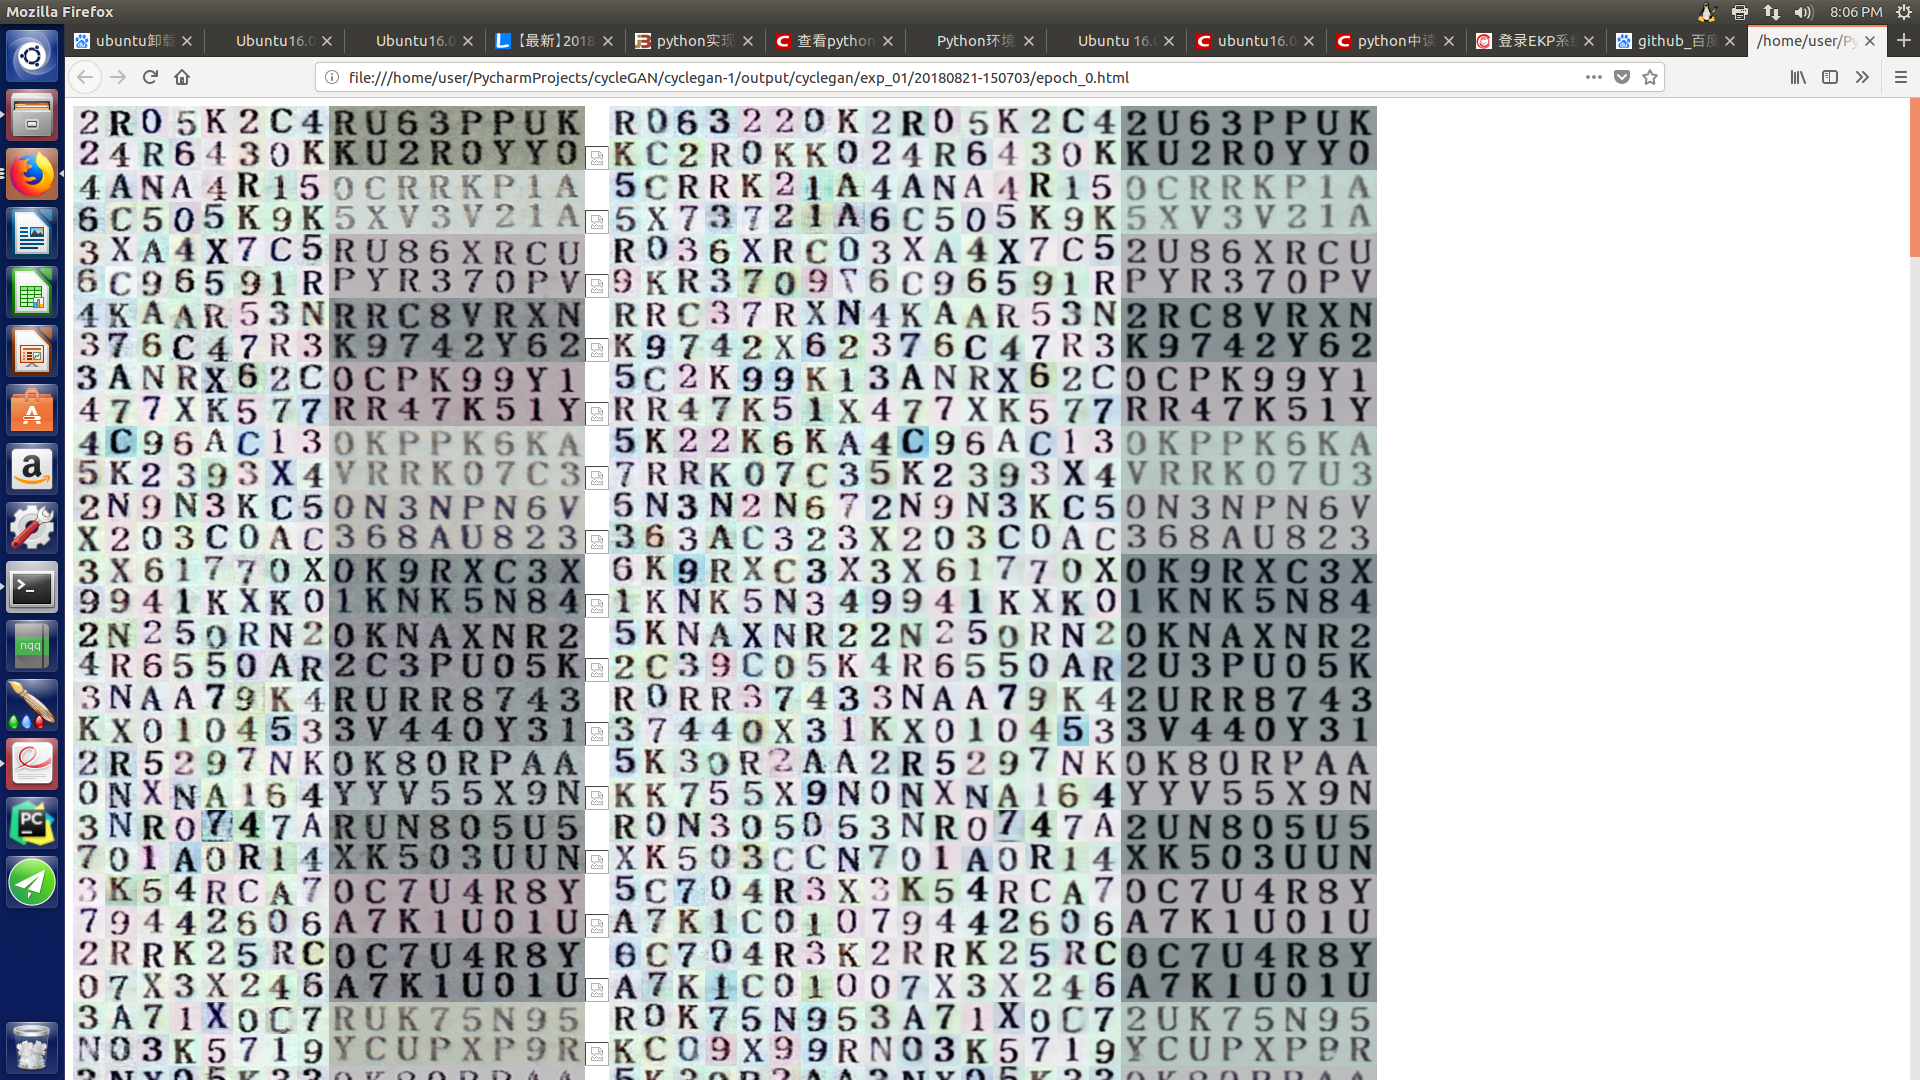 Mozilla Firefox
8:06 PM
ubuntu卸载
Ubuntu16.0
Ubuntu16.0
【最新】2018
python实现
查看python
Python环境
Ubuntu 16.0
ubuntu16.0
python中读
登录EKP系统
github_百度
/home/user/Py
file:///home/user/PycharmProjects/cycleGAN/cyclegan-1/output/cyclegan/exp_01/20180821-150703/epoch_0.html
2R05K2C4 RU63PPUK R063220K 2R05K2C4 2U63PPUK
24R6430K KU2R0YY0 KC2R0KK0 24R6430K KU2R0YY0
4ANA4R15 0CRRKP1A 5CRRK21A 4ANA4R15 0CRRKP1A
6C505K9K 5XV3V21A 5X73721A 6C505K9K 5XV3V21A
3XA4X7C5 RU86XRCU R036XRC0 3XA4X7C5 2U86XRCU
6C96591R PYR370PV 9KR37097 6C96591R PYR370PV
4KAAR53N RRC8VRXN RRC37RXN 4KAAR53N 2RC8VRXN
376C47R3 K9742Y62 K9742X62 376C47R3 K9742Y62
3ANRX62C 0CPK99Y1 5C2K99K1 3ANRX62C 0CPK99Y1
477XK577 RR47K51Y RR47K51X 477XK577 RR47K51Y
4C96AC13 0KPPK6KA 5K22K6KA 4C96AC13 0KPPK6KA
5K2393X4 VRRK07C3 7RRK07C3 5K2393X4 VRRK07U3
2N9N3KC5 0N3NPN6V 5N3N2N67 2N9N3KC5 0N3NPN6V
X203C0AC 368AU823 363AC323 X203C0AC 368AU823
3X61770X 0K9RXC3X 6K9RXC3X 3X61770X 0K9RXC3X
9941KXK0 1KNK5N84 1KNK5N34 9941KXK0 1KNK5N84
2N250RN2 0KNAXNR2 5KNAXNR2 2N250RN2 0KNAXNR2
4R6550AR 2C3PU05K 2C39C05K 4R6550AR 2U3PU05K
3NAA79K4 RURR8743 R0RR3743 3NAA79K4 2URR8743
KX010453 3V440Y31 37440X31 KX010453 3V440Y31
2R5297NK 0K80RPAA 5K30R2AA 2R5297NK 0K80RPAA
0NXNA164 YYV55X9N KK755X9N 0NXNA164 YYV55X9N
3NR0747A RUN805U5 R0N30505 3NR0747A 2UN805U5
701A0R14 XK503UUN XK503CCN 701A0R14 XK503UUN
3K54RCA7 0C7U4R8Y 5C704R3X 3K54RCA7 0C7U4R8Y
79442606 A7K1U01U A7K1C010 79442606 A7K1U01U
2RRK25RC 0C7U4R8Y 6C704R3K 2RRK25RC 0C7U4R8Y
07X3X246 A7K1U01U A7K1C010 07X3X246 A7K1U01U
3A71X0C7 RUK75N95 R0K75N95 3A71X0C7 2UK75N95
N03K5719 YCUPXP9R KC09X99R N03K5719 YCUPXP9R
nqq